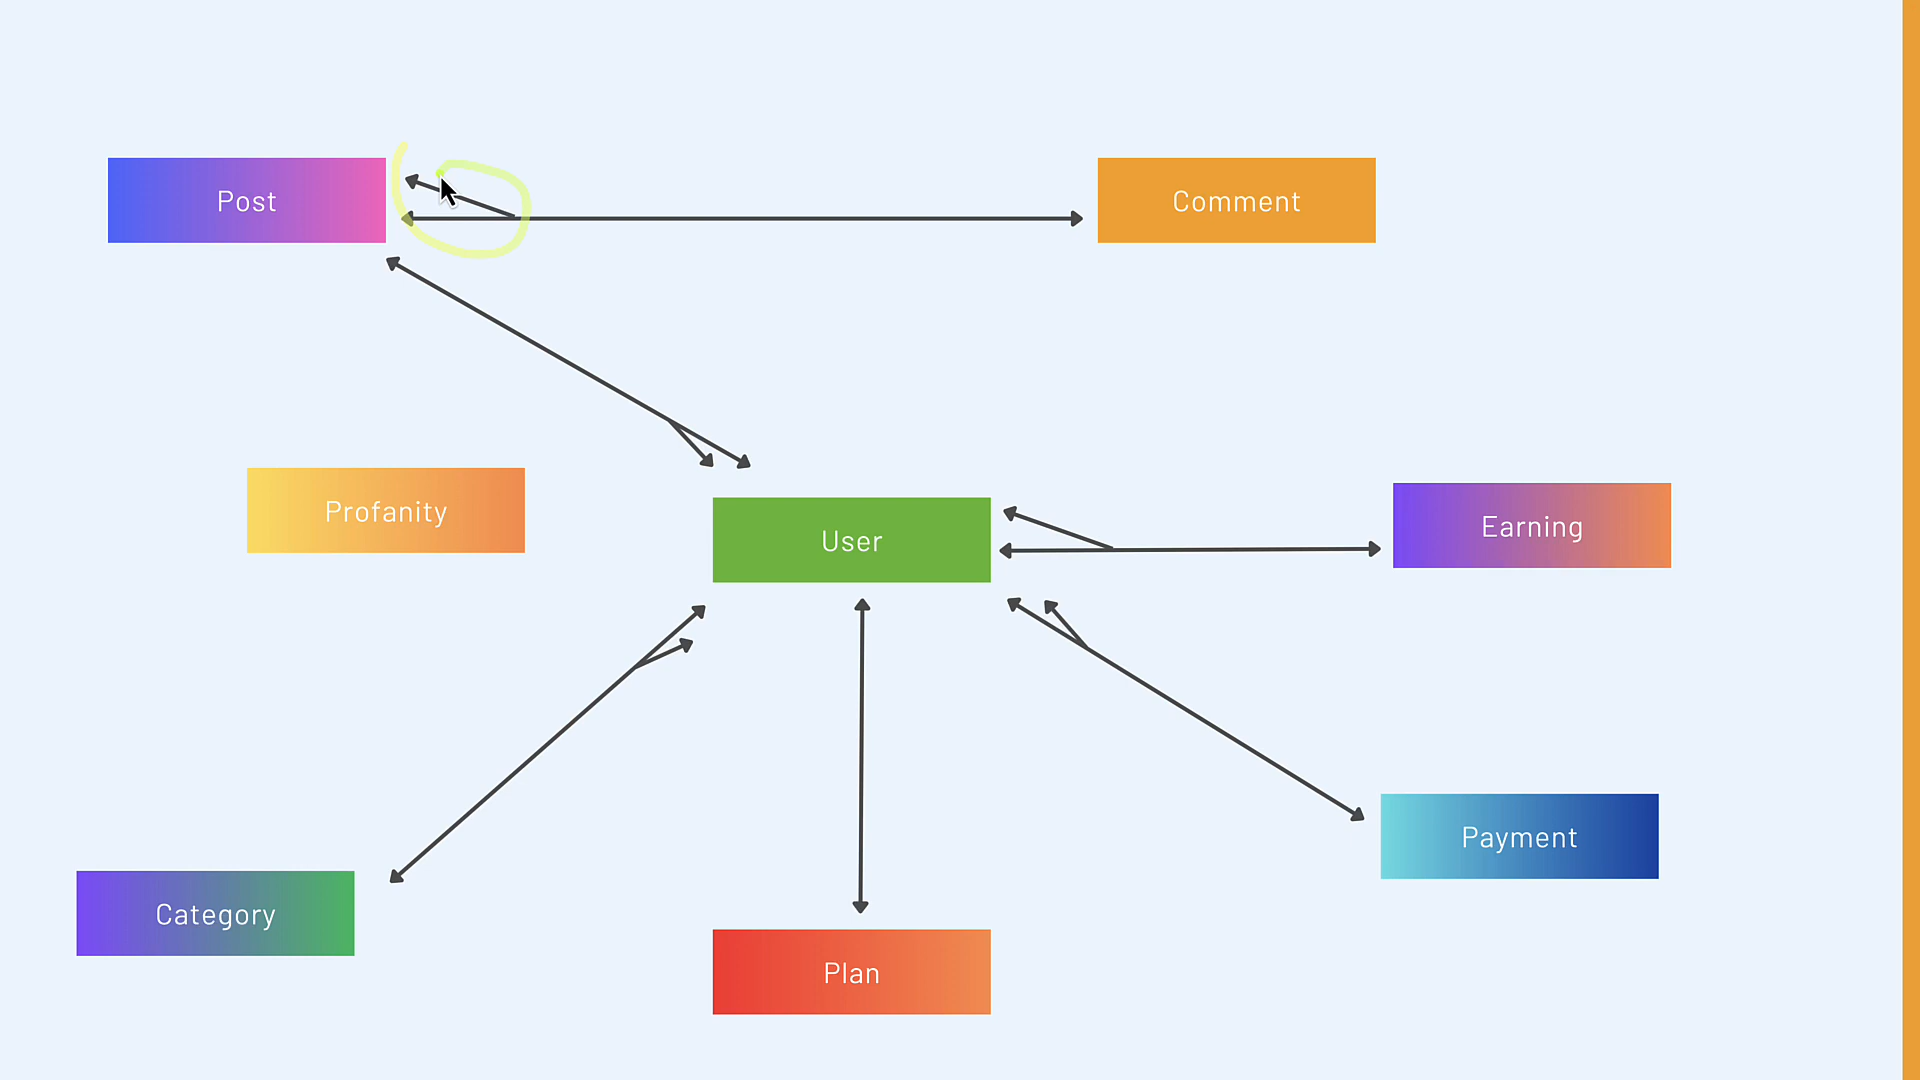 Post
Comment
Profanity
User
Earning
Payment
Category
Plan